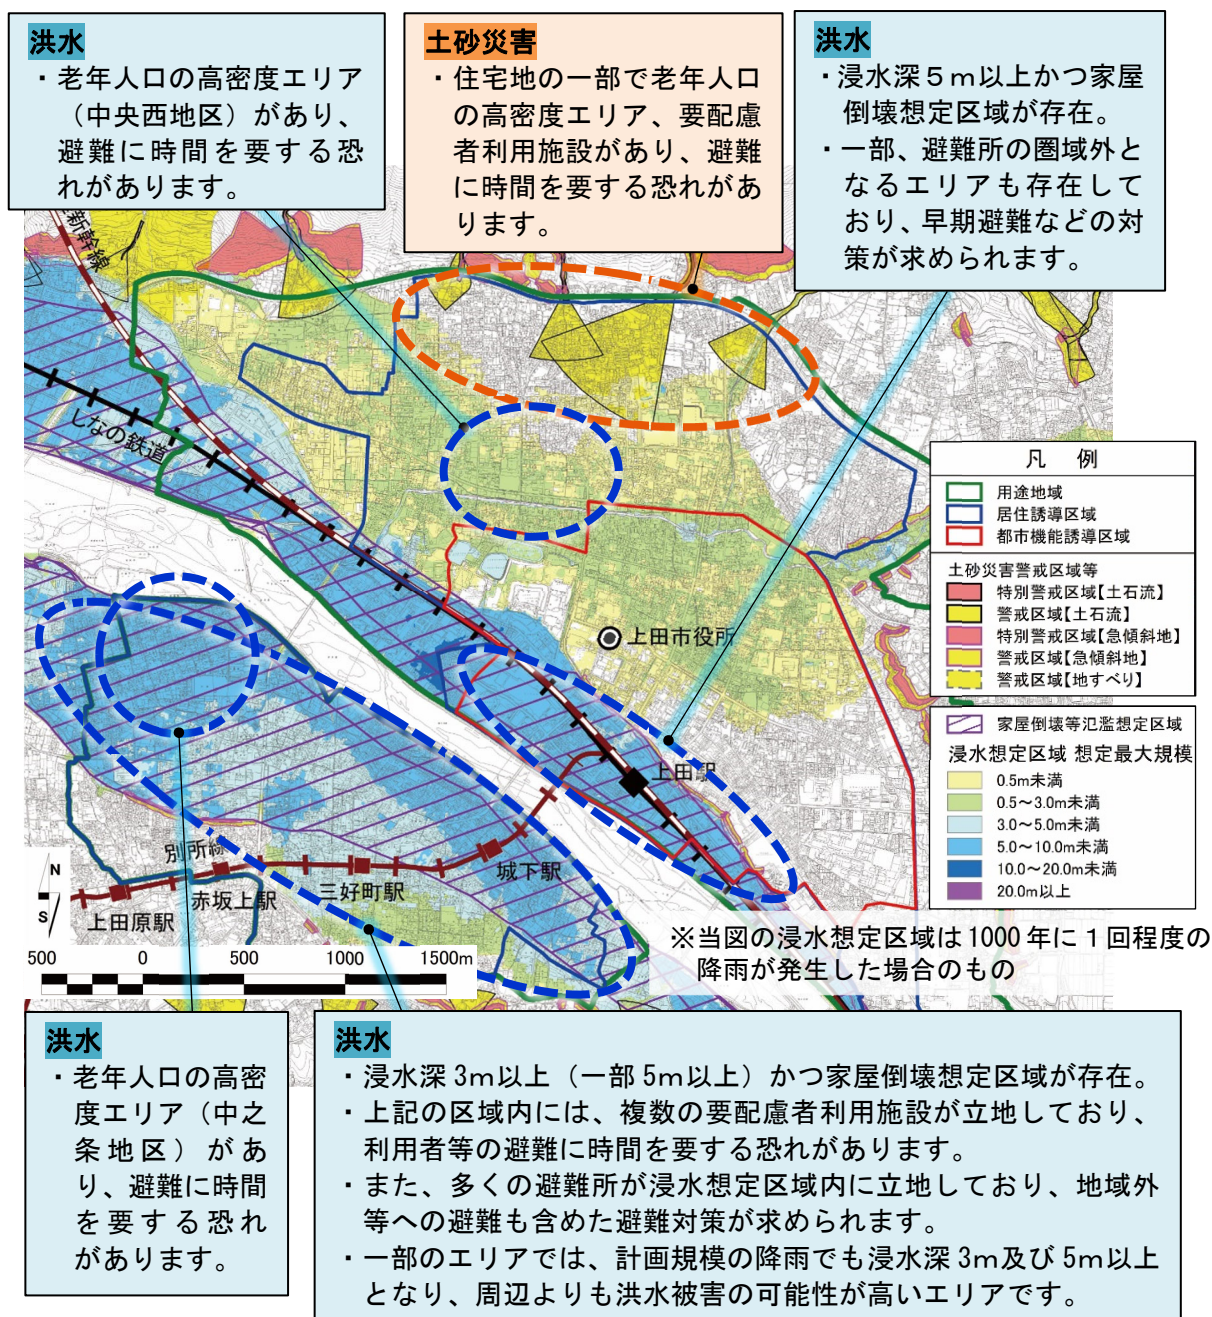 洪水
・老年人口の高密度エリア
（中央西地区）があり、
避難に時間を要する恐
れがあります。
土砂災害
・住宅地の一部で老年人口
の高密度エリア、要配慮
者利用施設があり、避難
に時間を要する恐れがあ
ります。
洪水
・浸水深５ｍ以上かつ家屋
倒壊想定区域が存在。
・一部、避難所の圏域外と
なるエリアも存在して
おり、早期避難などの対
策が求められます。
新幹線
しなの鉄道
上田市役所
上田駅
別所線
城下駅
三好町駅
赤坂上駅
上田原駅
N
S
500 0 500 1000 1500m
凡 例
用途地域
居住誘導区域
都市機能誘導区域
土砂災害警戒区域等
特別警戒区域【土石流】
警戒区域【土石流】
特別警戒区域【急傾斜地】
警戒区域【急傾斜地】
警戒区域【地すべり】
家屋倒壊等氾濫想定区域
浸水想定区域 想定最大規模
0.5m未満
0.5～3.0m未満
3.0～5.0m未満
5.0～10.0m未満
10.0～20.0m未満
20.0m以上
※当図の浸水想定区域は1000年に１回程度の
降雨が発生した場合のもの
洪水
・老年人口の高密
度エリア（中之
条地区）があ
り、避難に時間
を要する恐れ
があります。
洪水
・浸水深3ｍ以上（一部5ｍ以上）かつ家屋倒壊想定区域が存在。
・上記の区域内には、複数の要配慮者利用施設が立地しており、
利用者等の避難に時間を要する恐れがあります。
・また、多くの避難所が浸水想定区域内に立地しており、地域外
等への避難も含めた避難対策が求められます。
・一部のエリアでは、計画規模の降雨でも浸水深3ｍ及び5ｍ以上
となり、周辺よりも洪水被害の可能性が高いエリアです。